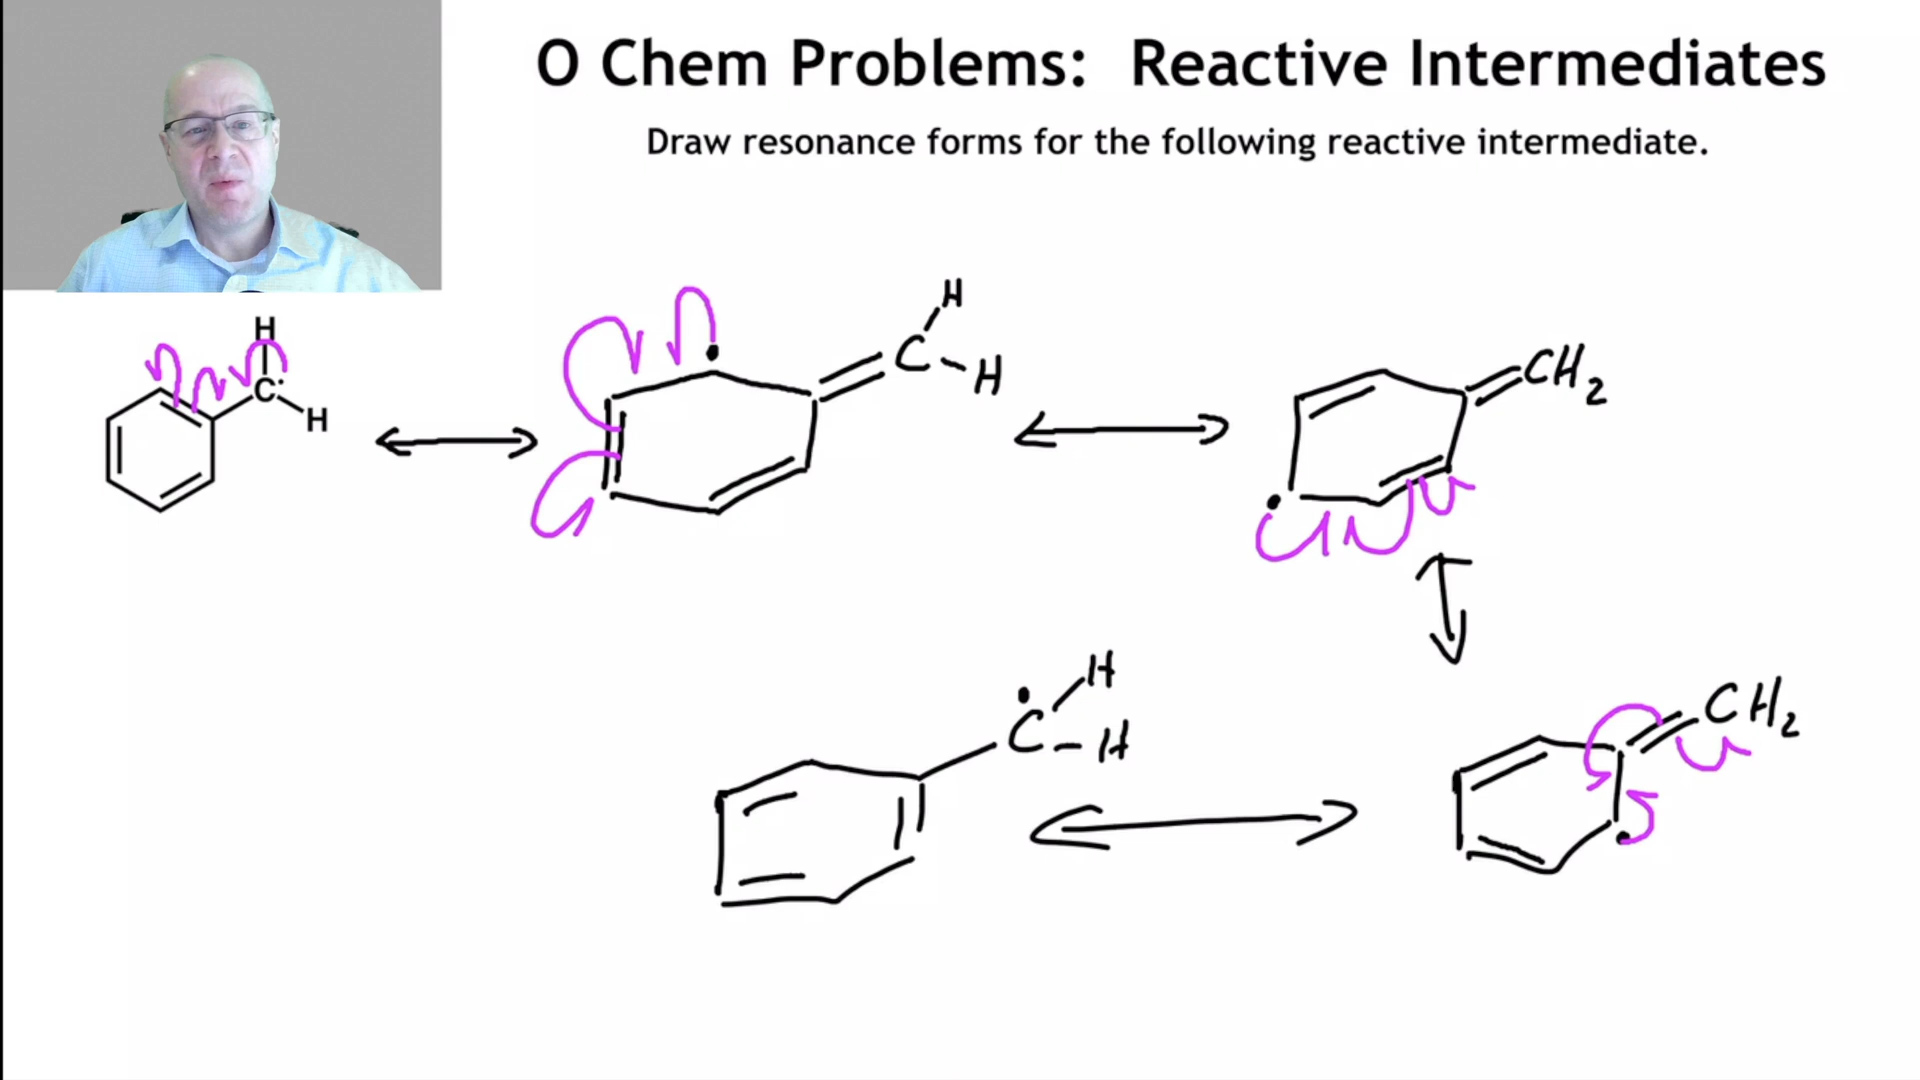 O Chem Problems: Reactive Intermediates
Draw resonance forms for the following reactive intermediate.
H
C
H
H
C
H
CH2
CH2
H
C
H